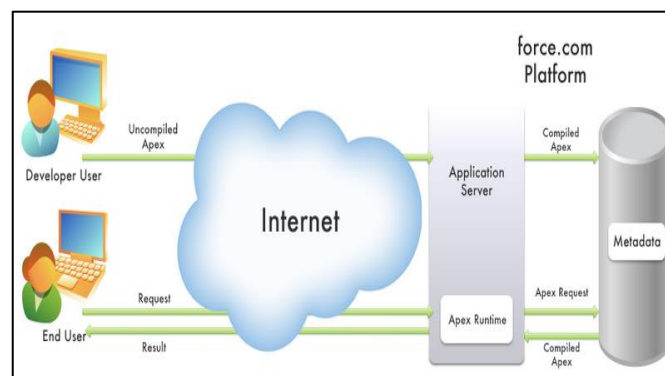 force.com
Platform
Uncompiled
Apex
Compiled
Apex
Developer User
Application
Server
Internet
Metadata
Request
Apex Runtime
Apex Request
End User
Result
Compiled
Apex